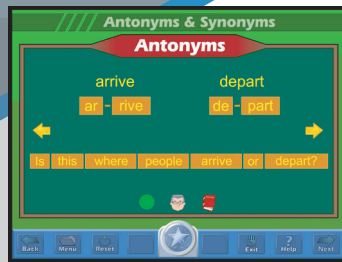 Antonyms & Synonyms
Antonyms
arrive depart
ar - rive de - part
Is this where people arrive or depart?
Back Menu Reset Exit Help Next